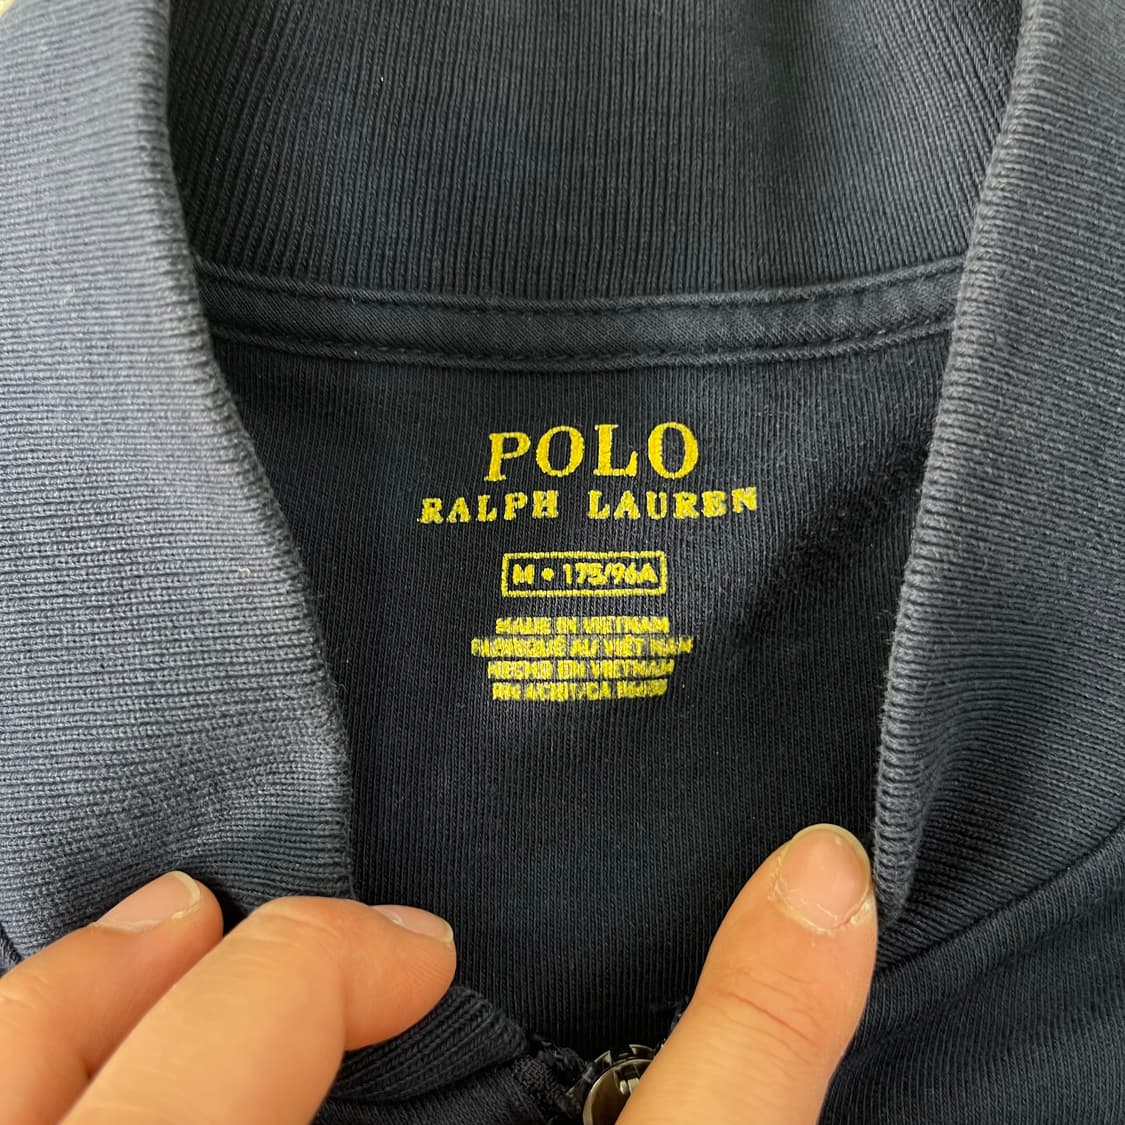 POLO
RALPH LAUREN
M • 175/96A
MADE IN VIETNAM
FABRIQUÉ AU VIET NAM
HECHO EN VIETNAM